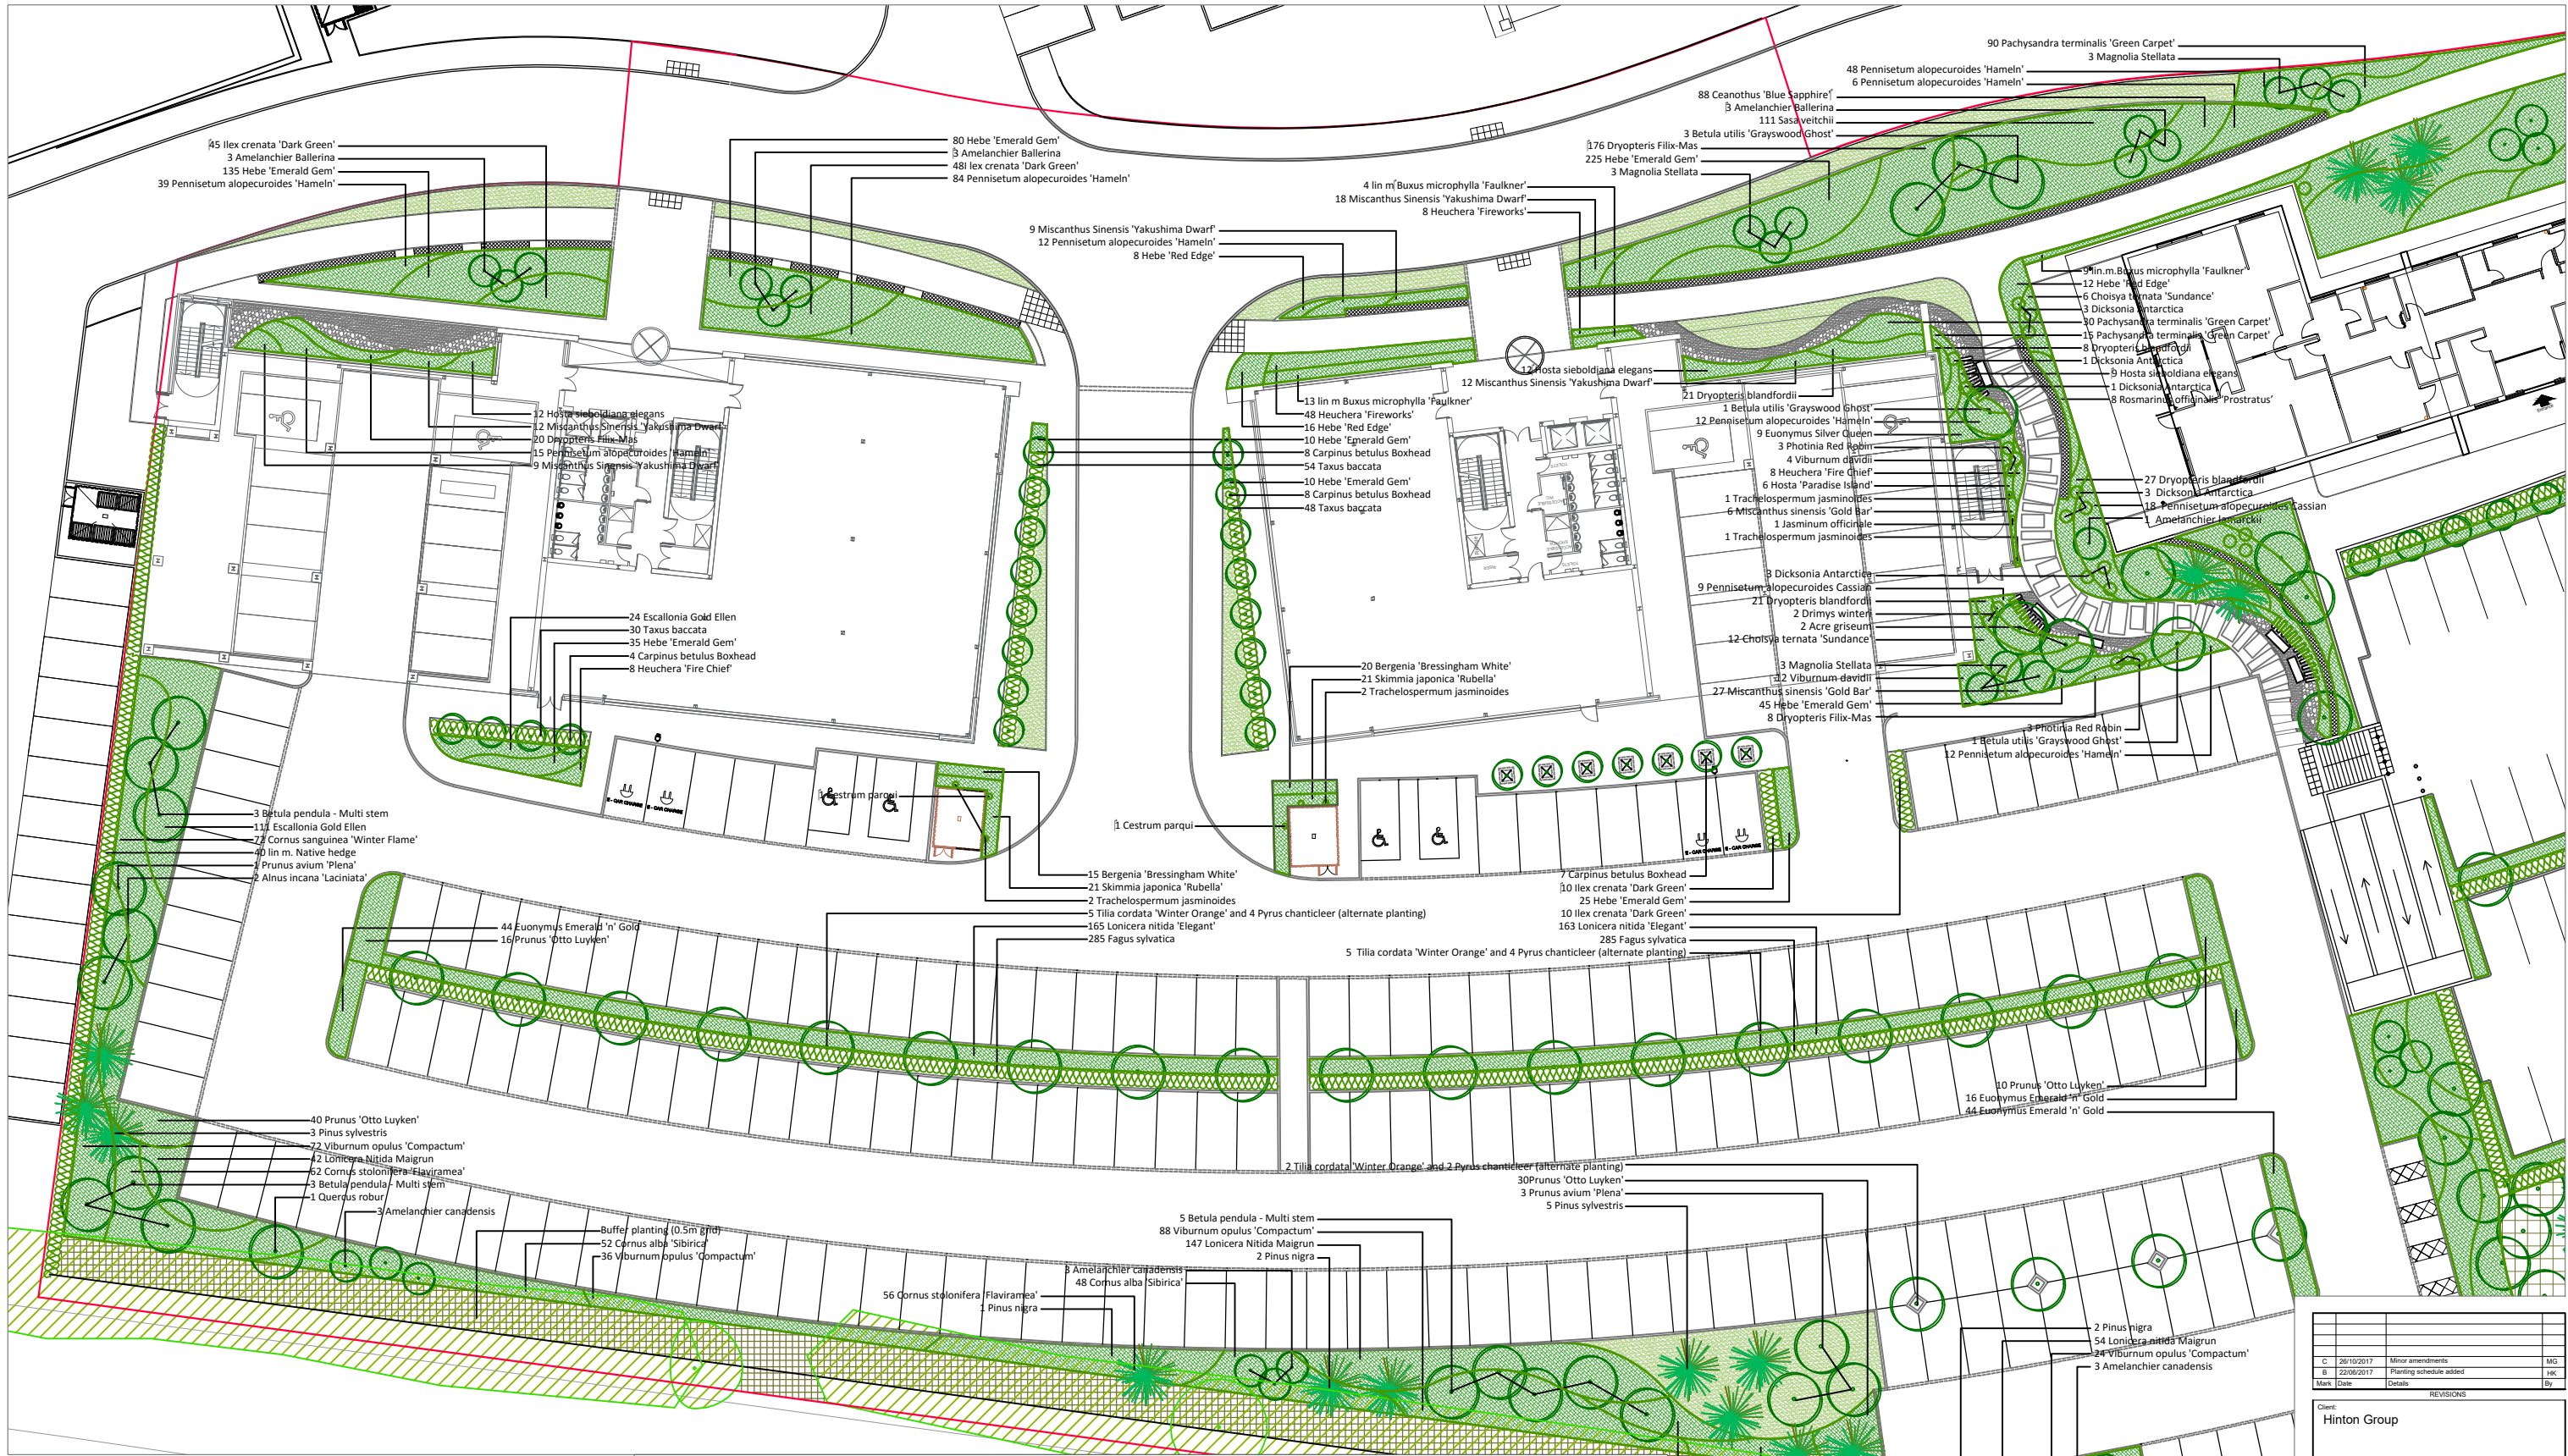 90 Pachysandra terminalis 'Green Carpet'
3 Magnolia Stellata
48 Pennisetum alopecuroides 'Hameln'
6 Pennisetum alopecuroides 'Hameln'
88 Ceanothus 'Blue Sapphire'
3 Amelanchier Ballerina
111 Sasa veitchii
3 Betula utilis 'Grayswood Ghost'
176 Dryopteris Filix-Mas
225 Hebe 'Emerald Gem'
3 Magnolia Stellata
45 Ilex crenata 'Dark Green'
3 Amelanchier Ballerina
135 Hebe 'Emerald Gem'
39 Pennisetum alopecuroides 'Hameln'
80 Hebe 'Emerald Gem'
3 Amelanchier Ballerina
48I lex crenata 'Dark Green'
84 Pennisetum alopecuroides 'Hameln'
4 lin m Buxus microphylla 'Faulkner'
18 Miscanthus Sinensis 'Yakushima Dwarf'
8 Heuchera 'Fireworks'
9 Miscanthus Sinensis 'Yakushima Dwarf'
12 Pennisetum alopecuroides 'Hameln'
8 Hebe 'Red Edge'
9 lin.m.Buxus microphylla 'Faulkner'
12 Hebe 'Red Edge'
6 Choisya ternata 'Sundance'
3 Dicksonia Antarctica
30 Pachysandra terminalis 'Green Carpet'
15 Pachysandra terminalis 'Green Carpet'
8 Dryopteris blandfordii
1 Dicksonia Antarctica
9 Hosta sieboldiana elegans
1 Dicksonia Antarctica
8 Rosmarinus officinalis 'Prostratus'
12 Hosta sieboldiana elegans
12 Miscanthus Sinensis 'Yakushima Dwarf'
21 Dryopteris blandfordii
1 Betula utilis 'Grayswood Ghost'
12 Pennisetum alopecuroides 'Hameln'
9 Euonymus Silver Queen
3 Photinia Red Robin
4 Viburnum davidii
8 Heuchera 'Fire Chief'
6 Hosta 'Paradise Island'
1 Trachelospermum jasminoides
6 Miscanthus sinensis 'Gold Bar'
1 Jasminum officinale
1 Trachelospermum jasminoides
12 Hosta sieboldiana elegans
12 Miscanthus Sinensis 'Yakushima Dwarf'
20 Dryopteris Filix-Mas
15 Pennisetum alopecuroides 'Hameln'
9 Miscanthus Sinensis 'Yakushima Dwarf'
13 lin m Buxus microphylla 'Faulkner'
48 Heuchera 'Fireworks'
16 Hebe 'Red Edge'
10 Hebe 'Emerald Gem'
8 Carpinus betulus Boxhead
54 Taxus baccata
10 Hebe 'Emerald Gem'
8 Carpinus betulus Boxhead
48 Taxus baccata
27 Dryopteris blandfordii
3 Dicksonia Antarctica
18 Pennisetum alopecuroides Cassian
1 Amelanchier lamarckii
3 Dicksonia Antarctica
9 Pennisetum alopecuroides Cassian
21 Dryopteris blandfordii
2 Drimys winteri
2 Acre griseum
12 Choisya ternata 'Sundance'
3 Magnolia Stellata
12 Viburnum davidii
27 Miscanthus sinensis 'Gold Bar'
45 Hebe 'Emerald Gem'
8 Dryopteris Filix-Mas
3 Photinia Red Robin
1 Betula utilis 'Grayswood Ghost'
12 Pennisetum alopecuroides 'Hameln'
24 Escallonia Gold Ellen
30 Taxus baccata
35 Hebe 'Emerald Gem'
4 Carpinus betulus Boxhead
8 Heuchera 'Fire Chief'
20 Bergenia 'Bressingham White'
21 Skimmia japonica 'Rubella'
2 Trachelospermum jasminoides
E - CAR CHARGE
E - CAR CHARGE
1 Cestrum parqui
1 Cestrum parqui
E - CAR CHARGE
E - CAR CHARGE
3 Betula pendula - Multi stem
111 Escallonia Gold Ellen
72 Cornus sanguinea 'Winter Flame'
40 lin m. Native hedge
1 Prunus avium 'Plena'
2 Alnus incana 'Laciniata'
15 Bergenia 'Bressingham White'
21 Skimmia japonica 'Rubella'
2 Trachelospermum jasminoides
5 Tilia cordata 'Winter Orange' and 4 Pyrus chanticleer (alternate planting)
165 Lonicera nitida 'Elegant'
285 Fagus sylvatica
7 Carpinus betulus Boxhead
10 Ilex crenata 'Dark Green'
25 Hebe 'Emerald Gem'
10 Ilex crenata 'Dark Green'
163 Lonicera nitida 'Elegant'
285 Fagus sylvatica
5 Tilia cordata 'Winter Orange' and 4 Pyrus chanticleer (alternate planting)
44 Euonymus Emerald 'n' Gold
16 Prunus 'Otto Luyken'
10 Prunus 'Otto Luyken'
16 Euonymus Emerald 'n' Gold
44 Euonymus Emerald 'n' Gold
40 Prunus 'Otto Luyken'
3 Pinus sylvestris
72 Viburnum opulus 'Compactum'
42 Lonicera Nitida Maigrun
62 Cornus stolonifera 'Flaviramea'
3 Betula pendula - Multi stem
1 Quercus robur
3 Amelanchier canadensis
Buffer planting (0.5m grid)
52 Cornus alba 'Sibirica'
36 Viburnum opulus 'Compactum'
2 Tilia cordata 'Winter Orange' and 2 Pyrus chanticleer (alternate planting)
30Prunus 'Otto Luyken'
3 Prunus avium 'Plena'
5 Pinus sylvestris
5 Betula pendula - Multi stem
88 Viburnum opulus 'Compactum'
147 Lonicera Nitida Maigrun
2 Pinus nigra
3 Amelanchier canadensis
48 Cornus alba 'Sibirica'
56 Cornus stolonifera 'Flaviramea'
1 Pinus nigra
2 Pinus nigra
54 Lonicera nitida Maigrun
24 Viburnum opulus 'Compactum'
3 Amelanchier canadensis
C 26/10/2017 Minor amendments MG
B 22/06/2017 Planting schedule added HK
Mark Date Details By
REVISIONS
Client:
Hinton Group